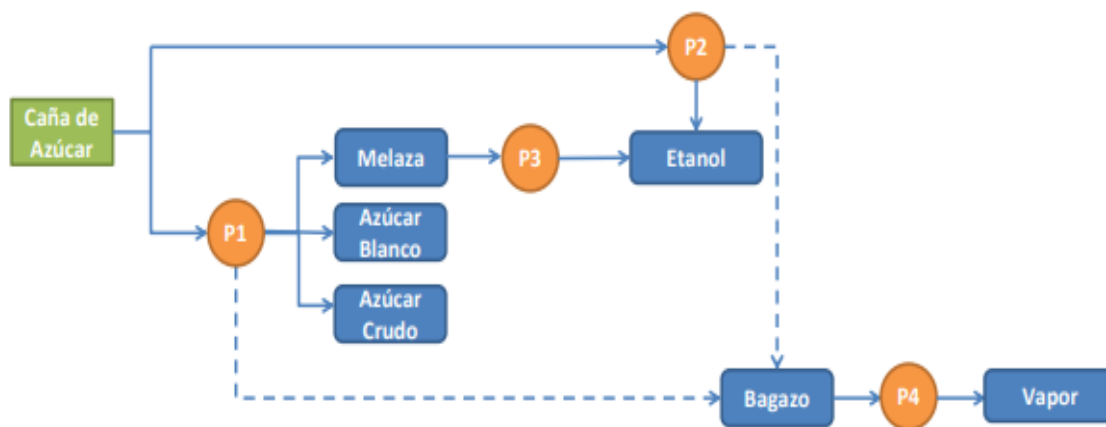 P2
Caña de
Azúcar
Melaza
P3
Etanol
P1
Azúcar
Blanco
Azúcar
Crudo
Bagazo
P4
Vapor